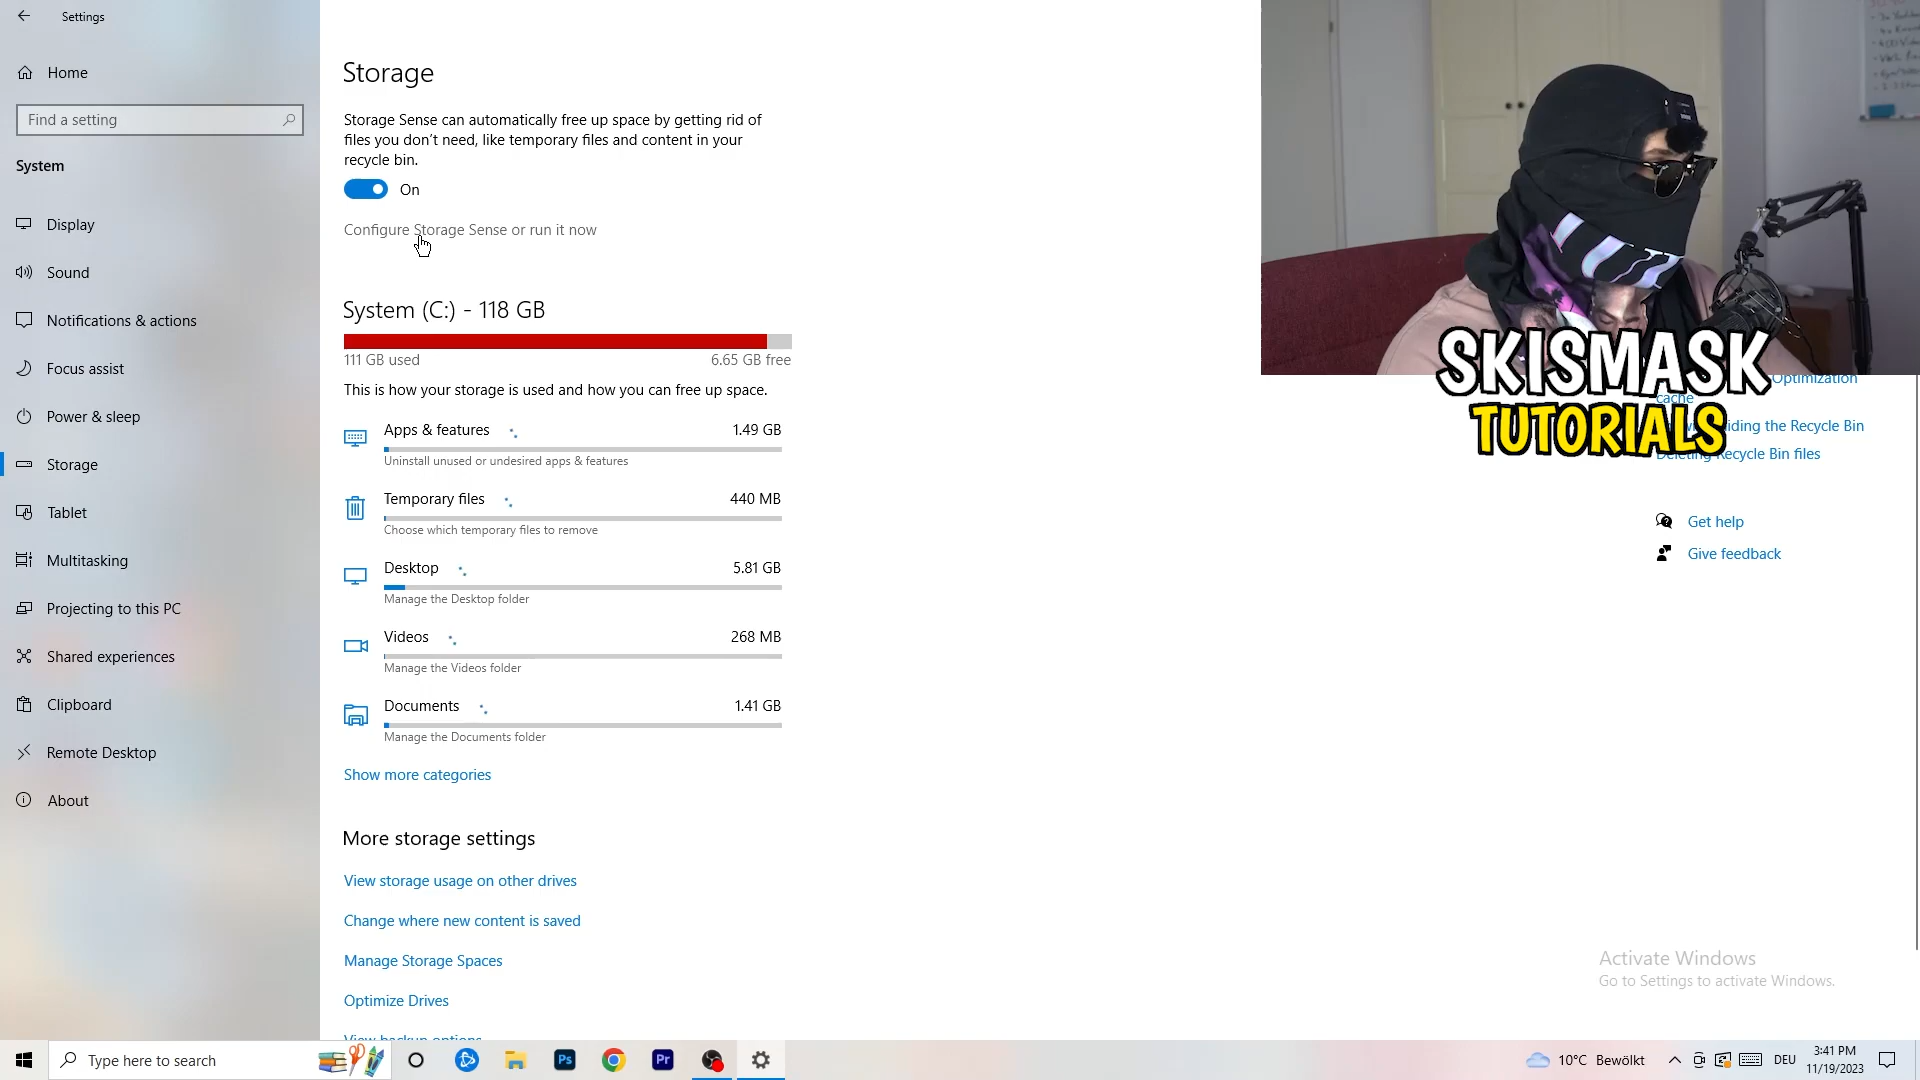 Settings
Home
Find a setting
System
Display
Sound
Notifications & actions
Focus assist
Power & sleep
Storage
Tablet
Multitasking
Projecting to this PC
Shared experiences
Clipboard
Remote Desktop
About
Storage
Storage Sense can automatically free up space by getting rid of
files you don't need, like temporary files and content in your
recycle bin.
On
Configure Storage Sense or run it now
System (C:) - 118 GB
111 GB used
6.65 GB free
This is how your storage is used and how you can free up space.
Apps & features
1.49 GB
Uninstall unused or undesired apps & features
Temporary files
440 MB
Choose which temporary files to remove
Desktop
5.81 GB
Manage the Desktop folder
Videos
268 MB
Manage the Videos folder
Documents
1.41 GB
Manage the Documents folder
Show more categories
More storage settings
View storage usage on other drives
Change where new content is saved
Manage Storage Spaces
Optimize Drives
View backup options
SKISMASK
TUTORIALS
Optimization
cache
the Recycle Bin
Recycle Bin files
Get help
Give feedback
Activate Windows
Go to Settings to activate Windows.
Type here to search
Ps
Pr
10°C Bewölkt
DEU
3:41 PM
11/19/2023